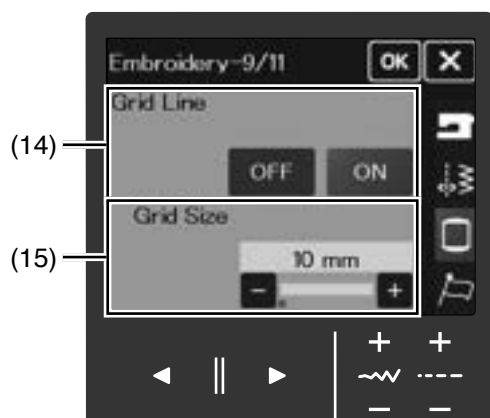 Embroidery-9/11 OK X
(14)
Grid Line
OFF ON
(15)
Grid Size
10 mm
- +
+ +
- -